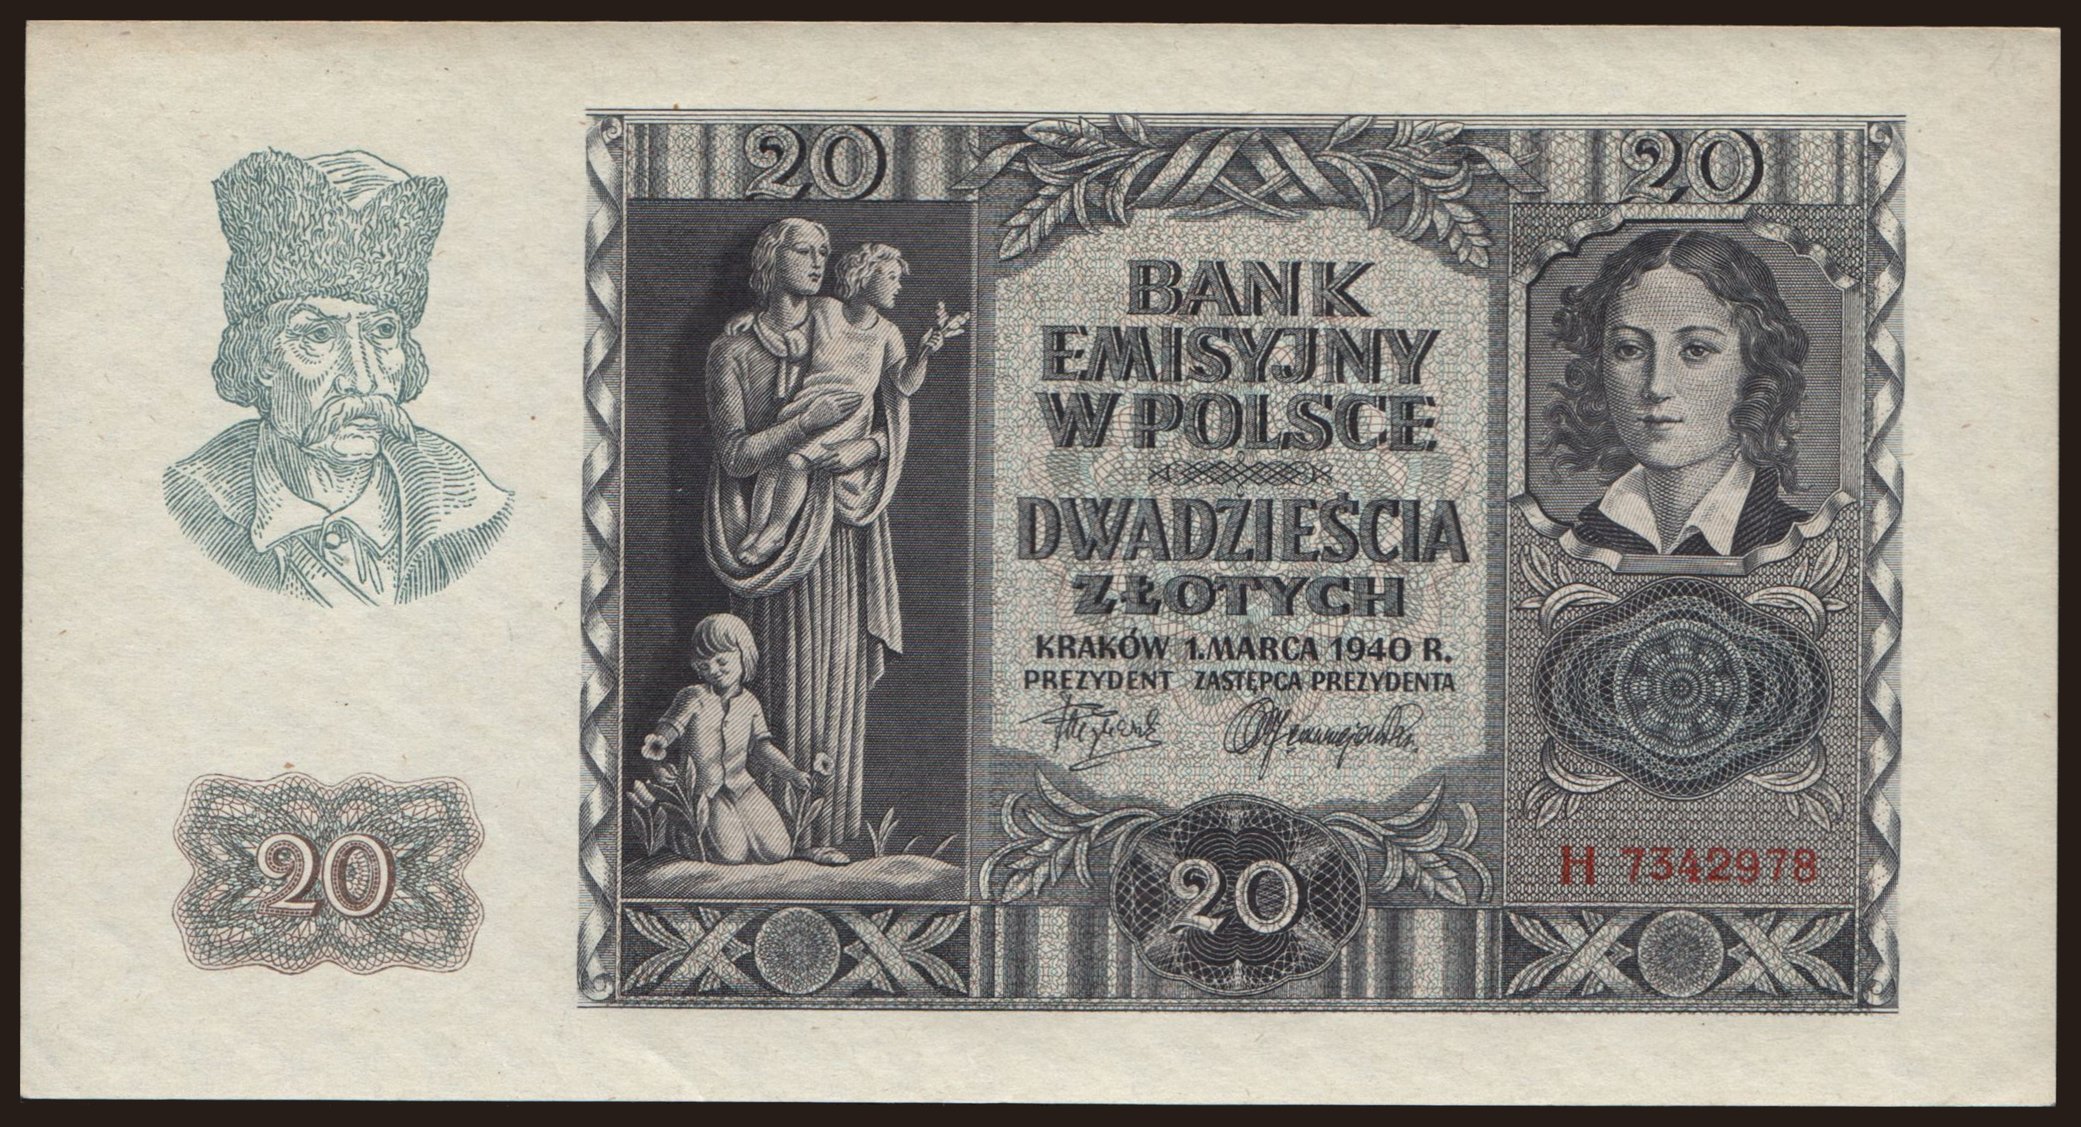 20 20
BANK
EMISYJNY
W POLSCE
DWADZIEŚCIA
ZŁOTYCH
KRAKÓW 1. MARCA 1940 R.
PREZYDENT ZASTĘPCA PREZYDENTA
H 7342978
20
20